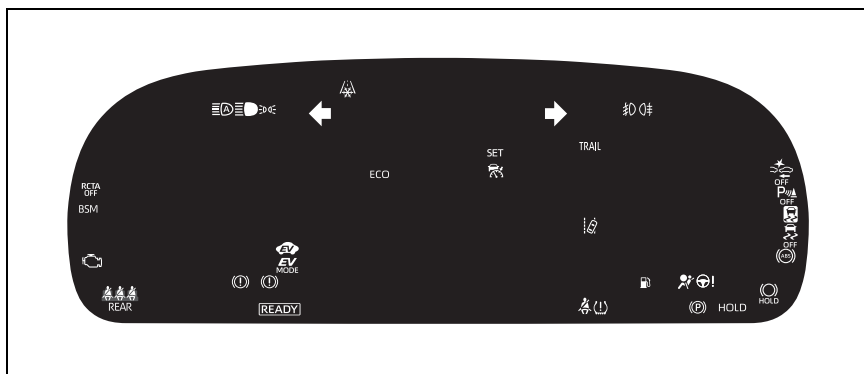 A
SET
TRAIL
ECO
RCTA
OFF
BSM
OFF
P
OFF
OFF
ABS
EV
EV
MODE
REAR
READY
P
HOLD
HOLD